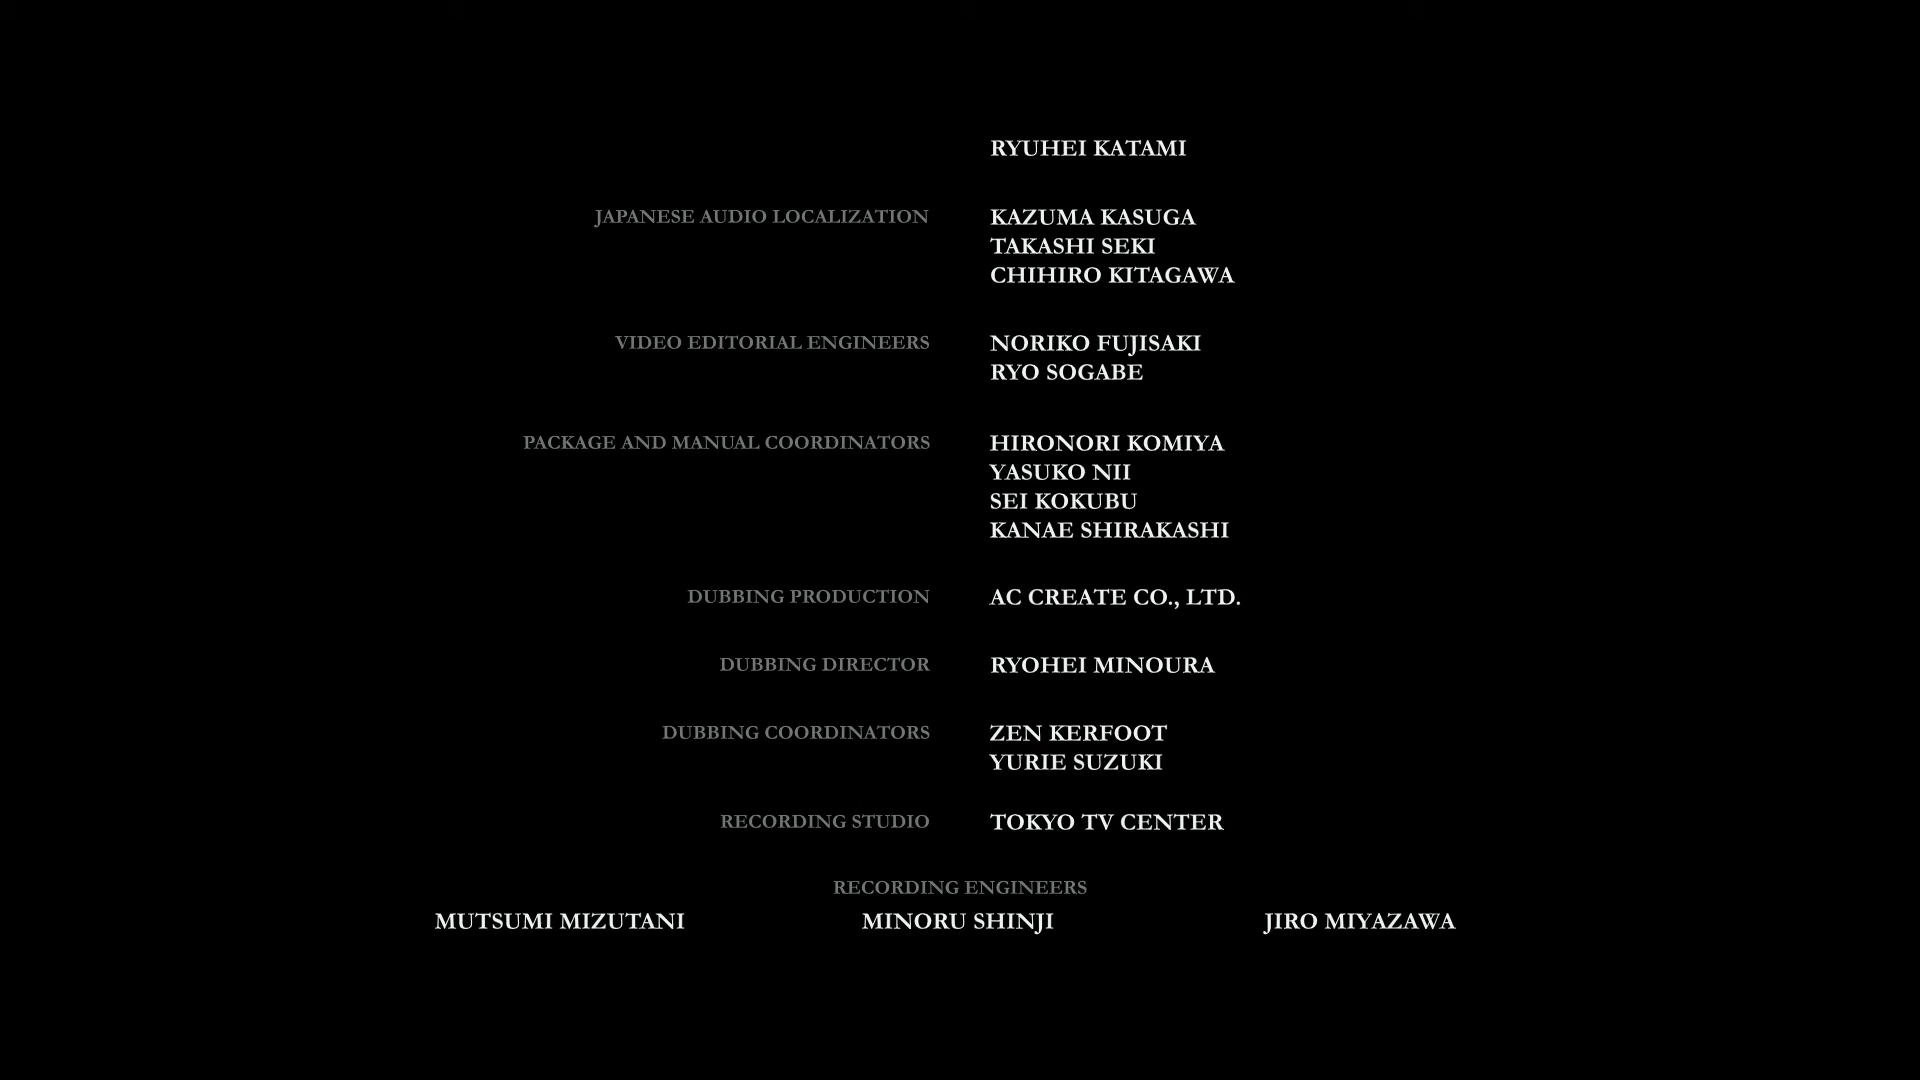 RYUHEI KATAMI
JAPANESE AUDIO LOCALIZATION KAZUMA KASUGA
TAKASHI SEKI
CHIHIRO KITAGAWA
VIDEO EDITORIAL ENGINEERS NORIKO FUJISAKI
RYO SOGABE
PACKAGE AND MANUAL COORDINATORS HIRONORI KOMIYA
YASUKO NII
SEI KOKUBU
KANAE SHIRAKASHI
DUBBING PRODUCTION AC CREATE CO., LTD.
DUBBING DIRECTOR RYOHEI MINOURA
DUBBING COORDINATORS ZEN KERFOOT
YURIE SUZUKI
RECORDING STUDIO TOKYO TV CENTER
RECORDING ENGINEERS
MUTSUMI MIZUTANI MINORU SHINJI JIRO MIYAZAWA